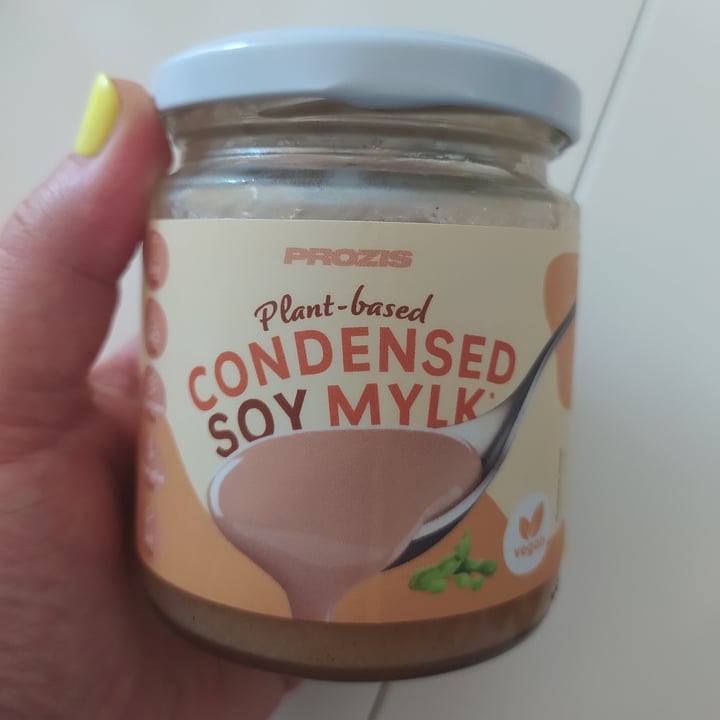 PROZIS
Plant-based
CONDENSED
SOY MYLK*
vegan